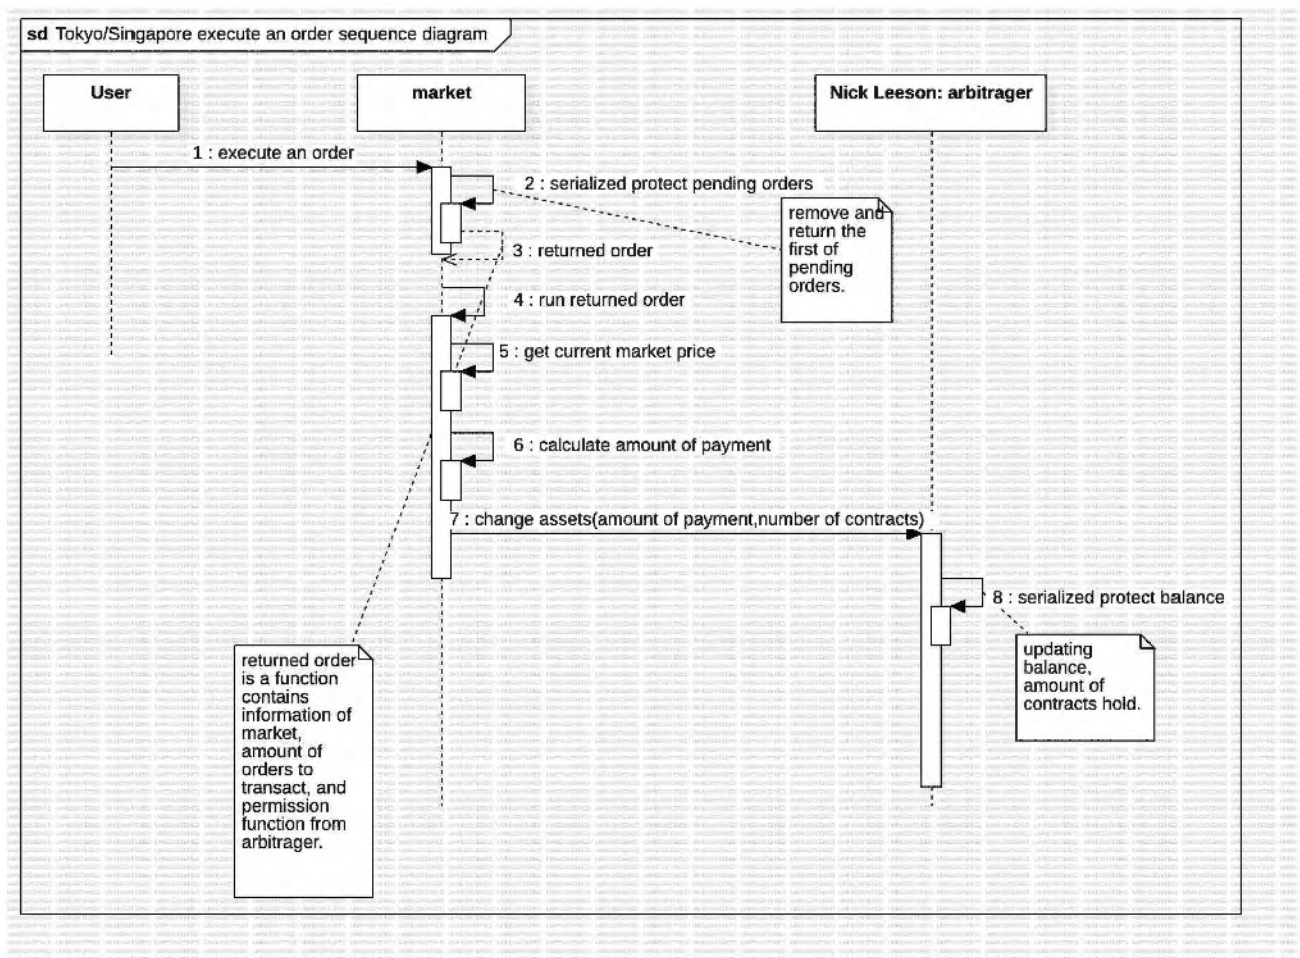 sd Tokyo/Singapore execute an order sequence diagram
User
market
Nick Leeson: arbitrager
1 : execute an order
2 : serialized protect pending orders
remove and
return the
first of
pending
orders.
3 : returned order
4 : run returned order
5 : get current market price
6 : calculate amount of payment
7 : change assets(amount of payment,number of contracts)
8 : serialized protect balance
updating
balance,
amount of
contracts hold.
returned order
is a function
contains
information of
market,
amount of
orders to
transact, and
permission
function from
arbitrager.